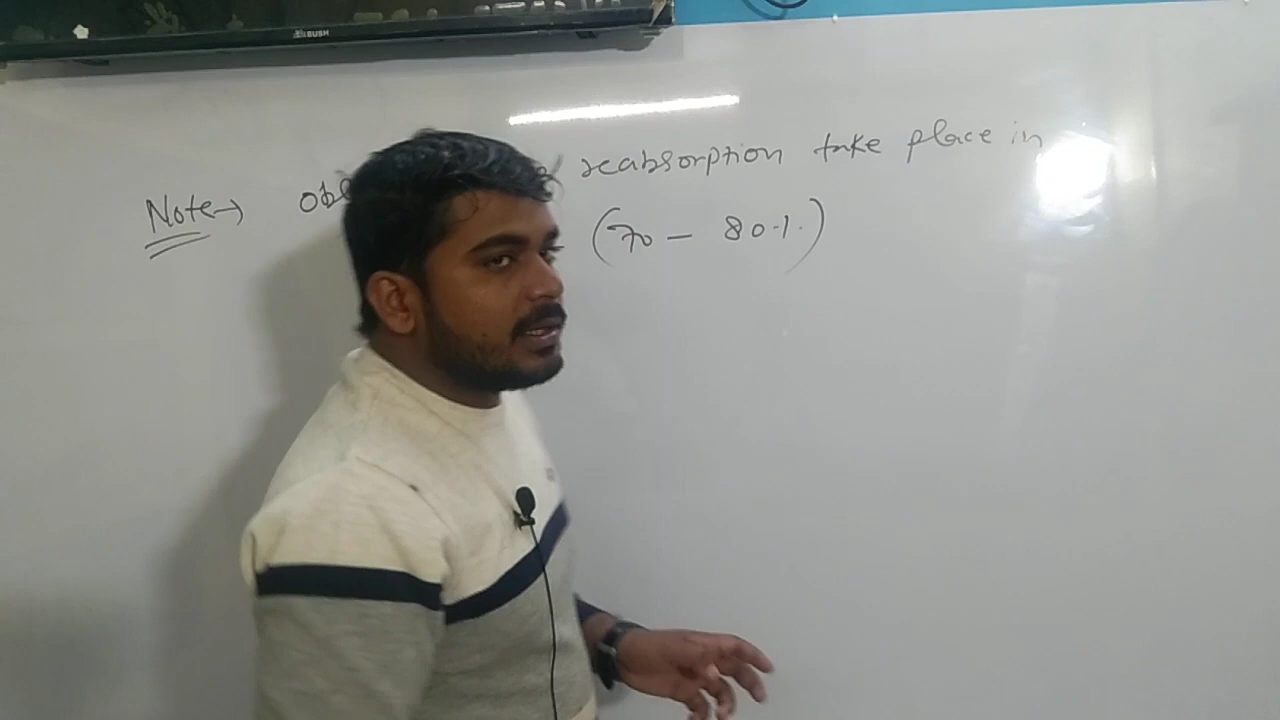 BUSH
Note→ reabsorption take place in
(70 – 80%)